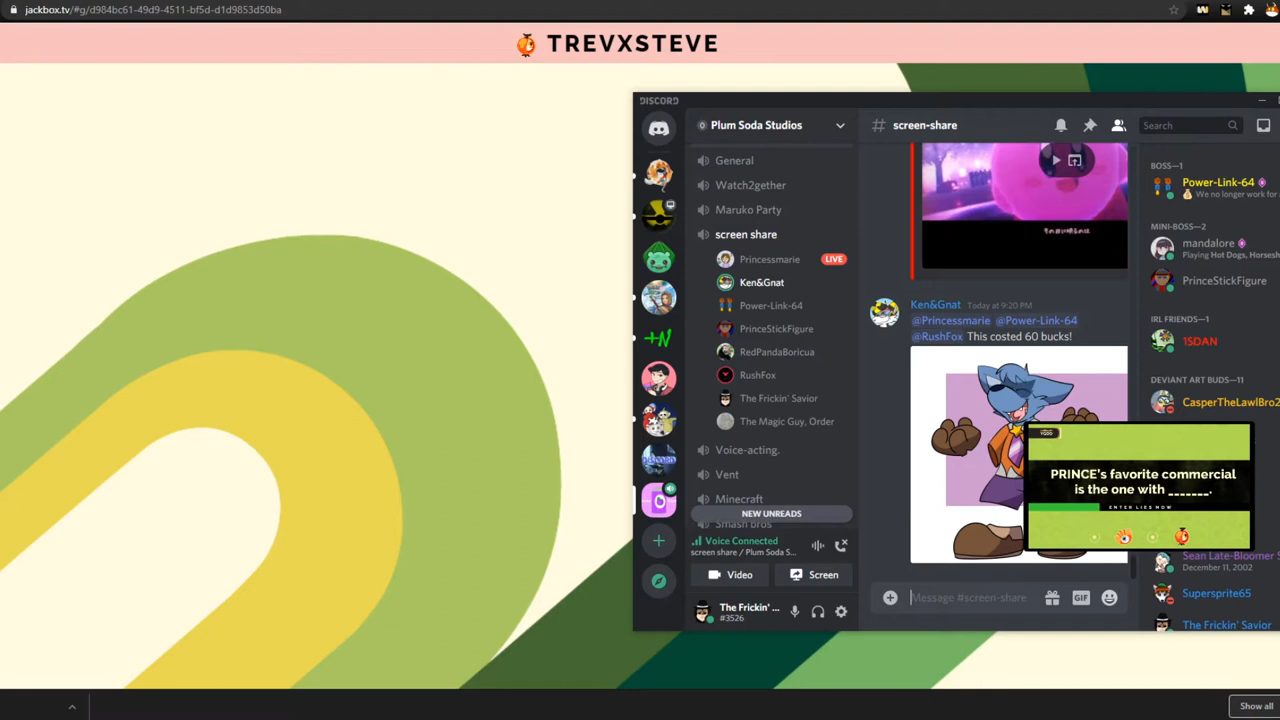 jackbox.tv/#g/d984bc61-49d9-4511-bf5d-d1d9853d50ba
TREVXSTEVE
DISCORD
Plum Soda Studios
General
Watch2gether
Maruko Party
screen share
Princessmarie
LIVE
Ken&Gnat
Power-Link-64
PrinceStickFigure
RedPandaBoricua
RushFox
The Frickin' Savior
The Magic Guy, Order
Voice-acting.
Vent
Minecraft
Smash bros
NEW UNREADS
Voice Connected
screen share / Plum Soda S...
Video
Screen
The Frickin' ...
#3526
# screen-share
Search
Ken&Gnat Today at 9:20 PM
@Princessmarie @Power-Link-64
@RushFox This costed 60 bucks!
PRINCE's favorite commercial
is the one with _______.
ENTER LIES NOW
Message #screen-share
GIF
BOSS—1
Power-Link-64
We no longer work for
MINI-BOSS—2
mandalore
Playing Hot Dogs, Horsesh
PrinceStickFigure
IRL FRIENDS—1
1SDAN
DEVIANT ART BUDS—11
CasperTheLawlBro2
Sean Late-Bloomer S
December 11, 2002
Supersprite65
The Frickin' Savior
Show all